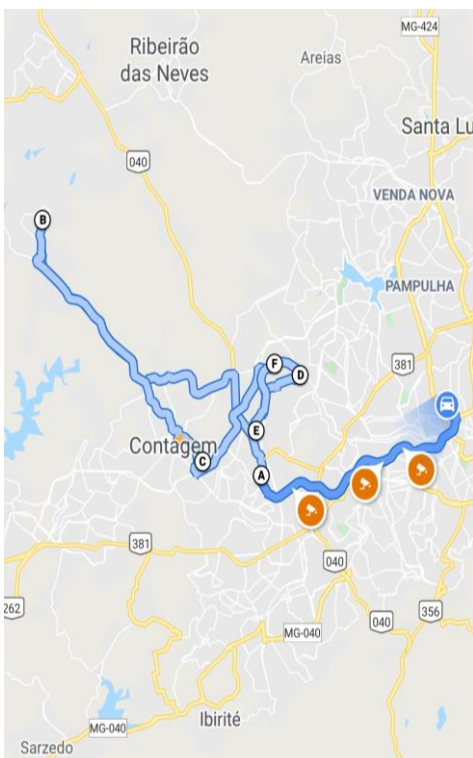 MG-424
Ribeirão
das Neves
Areias
Santa Lu
040
VENDA NOVA
B
PAMPULHA
381
F
D
E
Contagem
C
A
381
040
262
356
040
MG-040
Ibirité
MG-040
Sarzedo